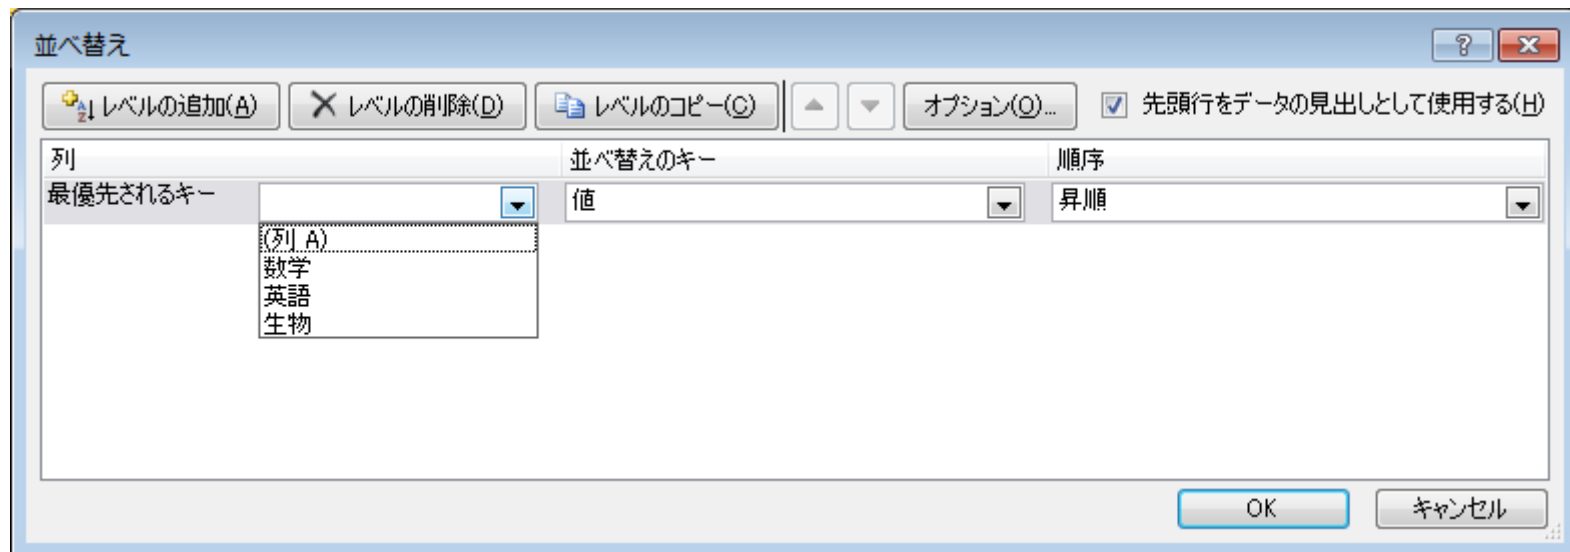 並べ替え
レベルの追加(A) レベルの削除(D) レベルのコピー(C) オプション(O)... 先頭行をデータの見出しとして使用する(H)
列 並べ替えのキー 順序
最優先されるキー 値 昇順
(列 A)
数学
英語
生物
OK キャンセル